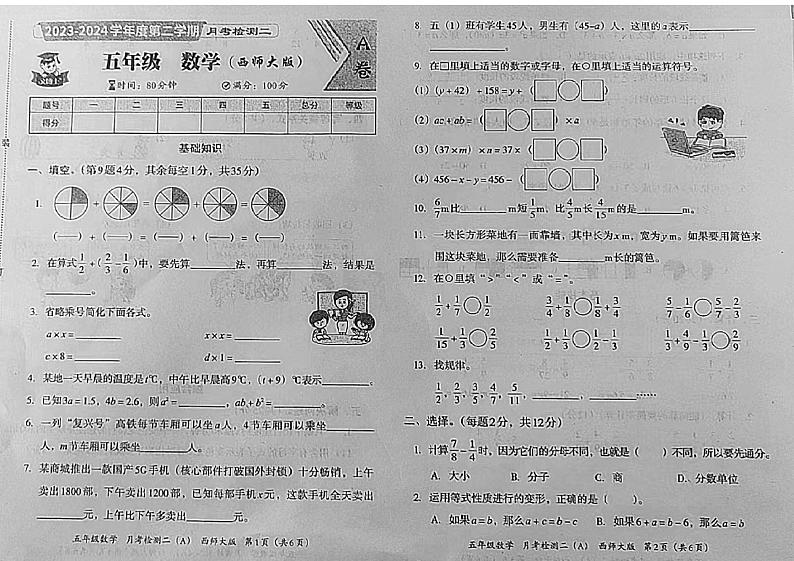 2023-2024学年度第二学期 月考检测二
五年级 数学（西师大版）
A卷
时间：80分钟 满分：100分
题号 一 二 三 四 五 总分 等级
得分
基础知识
一、填空。（第9题4分，其余每空1分，共35分）
1. + = + =
(—) + (—) = (—) + (—) = (—)
2. 在算式1/2+(2/3-1/6)中，要先算______法，再算______法，结果是
______。
3. 省略乘号简化下面各式。
a×x=______ x×x=______
c×8=______ d×1=______
4. 某地一天早晨的温度是t℃，中午比早晨高9℃，（t+9）℃表示______。
5. 已知3a=1.5，4b=2.6，则a²=______，ab+b²=______。
6. 一列“复兴号”高铁每节车厢可以坐a人，4节车厢可以乘坐______
人，m节车厢可以乘坐______人。
7. 某商城推出一款国产5G手机（核心部件打破国外封锁）十分畅销，上午
卖出1800部，下午卖出1200部，已知每部手机x元，这款手机全天卖出
______元，上午比下午多卖出______元。
五年级数学 月考检测二（A） 西师大版 第1页（共6页）
8. 五（1）班有学生45人，男生有（45-a）人，这里的a表示______
______。
9. 在□里填上适当的数字或字母，在○里填上适当的运算符号。
(1)（y+42）+158=y+（□○□）
(2) ac+ab=（□○□）×a
(3)（37×m）×n=37×（□○□）
(4) 456-x-y=456-（□○□）
10. 6/7m比______m短1/5m，比4/5m长4/15m的是______m。
11. 一块长方形菜地有一面靠墙，其中长为x m，宽为y m。如果要用篱笆来
围这块菜地，那么需要准备______m长的篱笆。
12. 在○里填“>”“<”或“=”。
1/2+1/7○1/2 3/4+1/8○1/8+3/4 5/7-1/6○5/7-2/3
1/15+1/3○2/5 1/2+1/3○1/2-1/3 1/3+4/9-1/3○2/9
13. 找规律。
1/2，2/3，3/5，4/7，5/11，______，______……
二、选择。（每题2分，共12分）
1. 计算7/8-1/4时，因为它们的分母不同，也就是（ ）不同，所以要先通分。
A. 大小 B. 分子 C. 商 D. 分数单位
2. 运用等式性质进行的变形，正确的是（ ）。
A. 如果a=b，那么a+c=b-c B. 如果6+a=b-6，那么a=b
五年级数学 月考检测二（A） 西师大版 第2页（共6页）